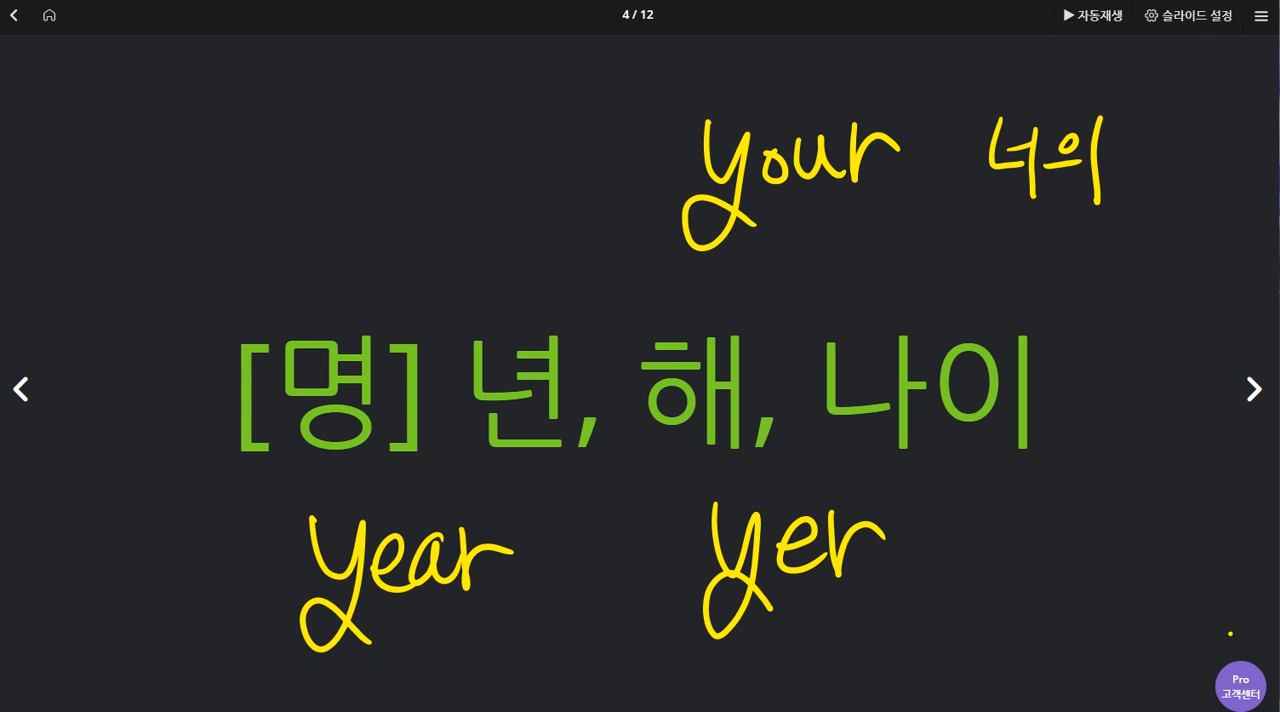 4 / 12 ▶ 자동재생 슬라이드 설정
your 너의
[명] 년, 해, 나이
year yer
Pro
고객센터